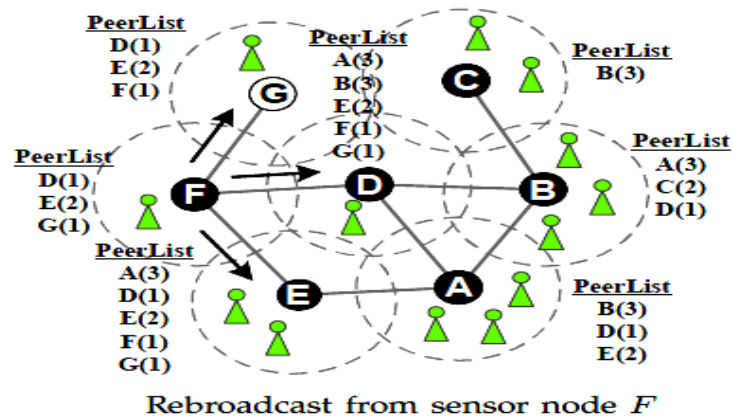 PeerList
D(1)
E(2)
F(1)
G
PeerList
A(3)
B(3)
E(2)
F(1)
G(1)
C
PeerList
B(3)
PeerList
D(1)
E(2)
G(1)
F
D
B
PeerList
A(3)
C(2)
D(1)
PeerList
A(3)
D(1)
E(2)
F(1)
G(1)
E
A
PeerList
B(3)
D(1)
E(2)
Rebroadcast from sensor node F